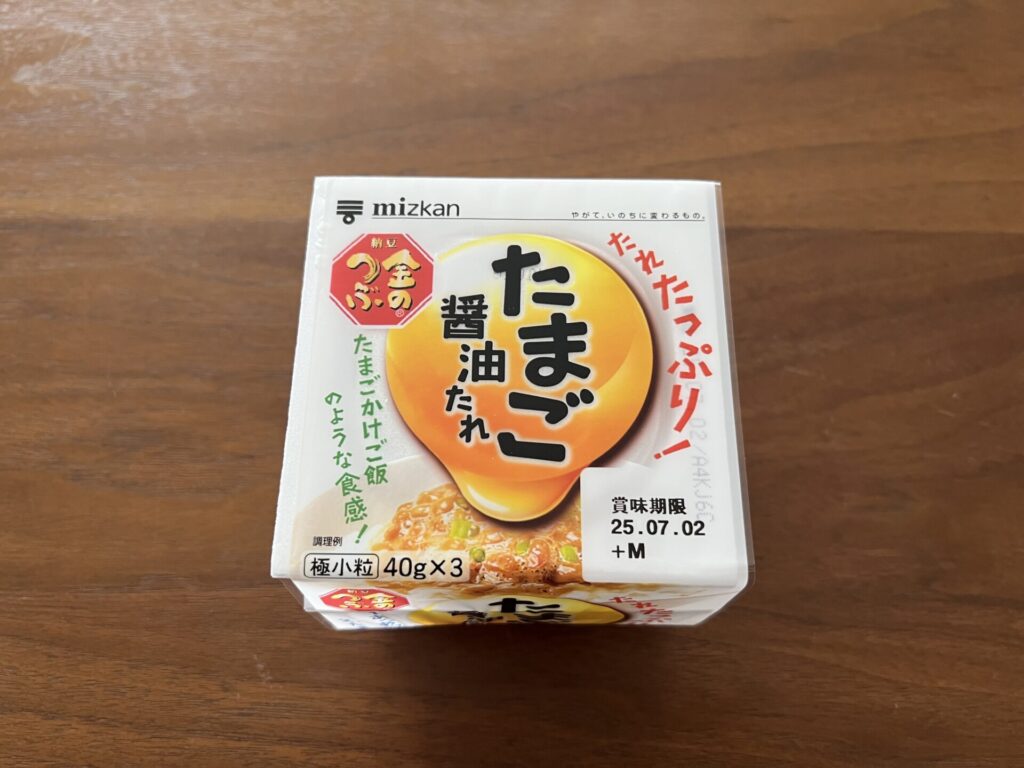 mizkan
やがて、いのちに変わるもの。
納豆
金の
つぶ®
たまご
醤油たれ
たれたっぷり!
たまごかけご飯
のような食感!
調理例
極小粒 40g×3
賞味期限
25.07.02
+M